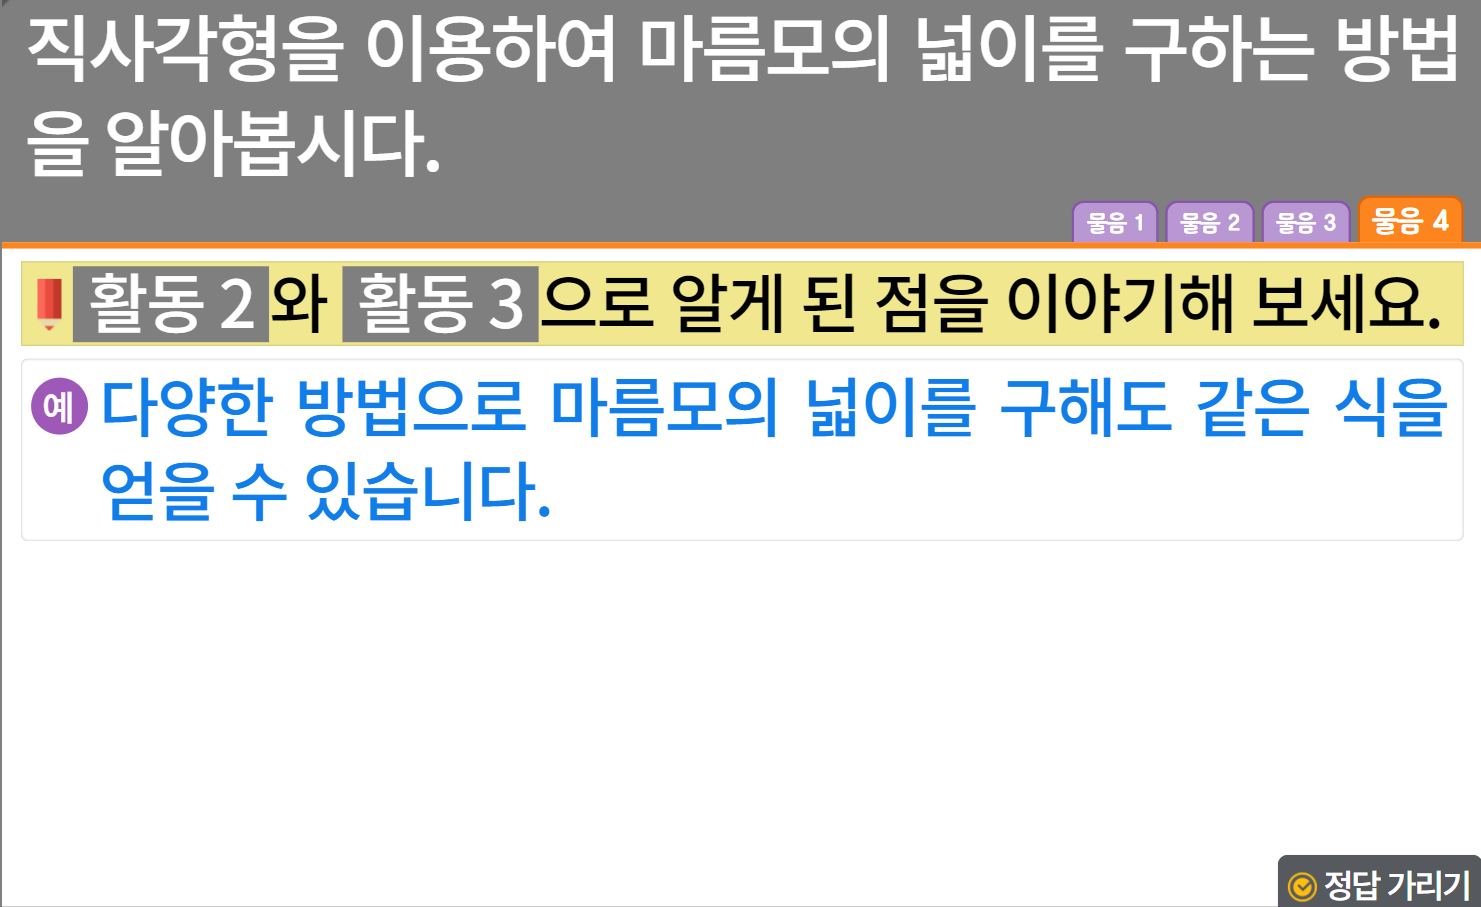 직사각형을 이용하여 마름모의 넓이를 구하는 방법
을 알아봅시다.
물음 1 물음 2 물음 3 물음 4
활동 2와 활동 3으로 알게 된 점을 이야기해 보세요.
예 다양한 방법으로 마름모의 넓이를 구해도 같은 식을
얻을 수 있습니다.
정답 가리기